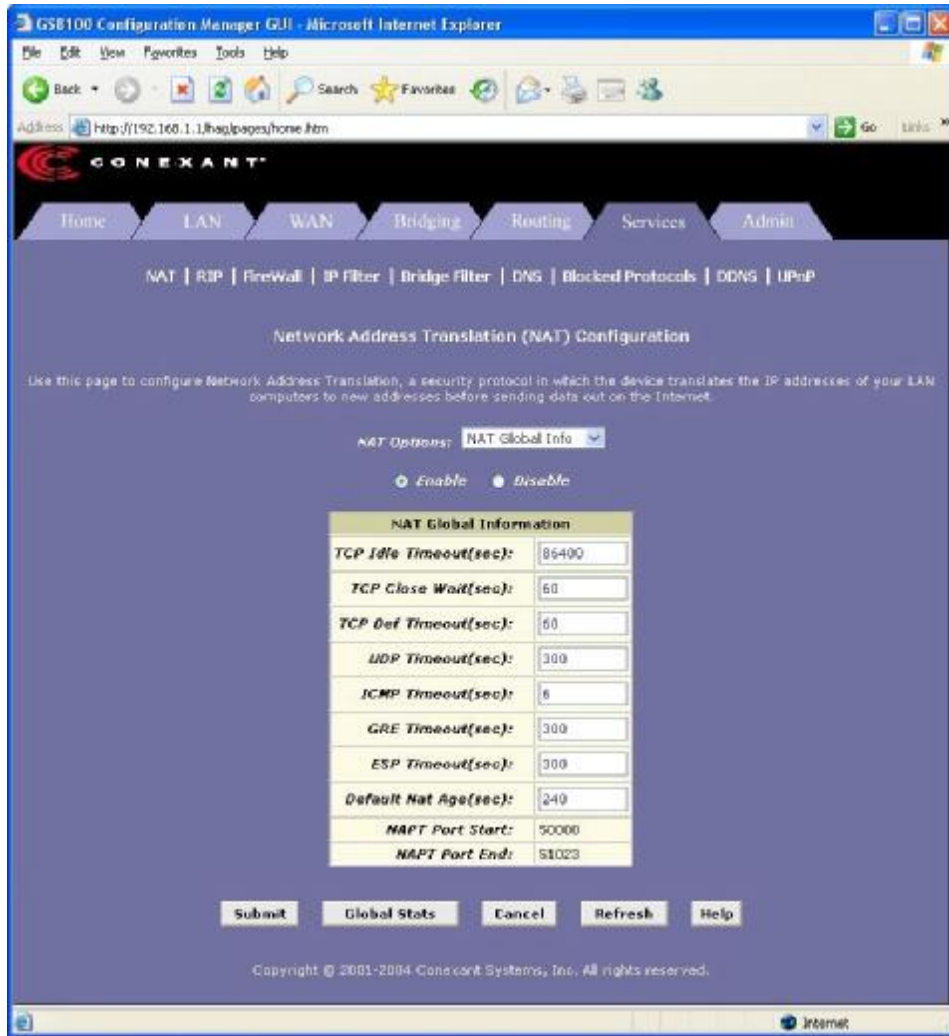 GS8100 Configuration Manager GUI - Microsoft Internet Explorer
File Edit View Favorites Tools Help
Back Search Favorites
Address http://192.168.1.1/hag/pages/home.htm Go Links »
CONEXANT
Home LAN WAN Bridging Routing Services Admin
NAT | RIP | FireWall | IP Filter | Bridge Filter | DNS | Blocked Protocols | DDNS | UPnP
Network Address Translation (NAT) Configuration
Use this page to configure Network Address Translation, a security protocol in which the device translates the IP addresses of your LAN
computers to new addresses before sending data out on the Internet.
NAT Options: NAT Global Info
Enable Disable
NAT Global Information
TCP Idle Timeout(sec): 86400
TCP Close Wait(sec): 60
TCP Def Timeout(sec): 60
UDP Timeout(sec): 300
ICMP Timeout(sec): 6
GRE Timeout(sec): 300
ESP Timeout(sec): 300
Default Nat Age(sec): 240
NAPT Port Start: 50000
NAPT Port End: 51023
Submit Global Stats Cancel Refresh Help
Copyright © 2001-2004 Conexant Systems, Inc. All rights reserved.
Internet